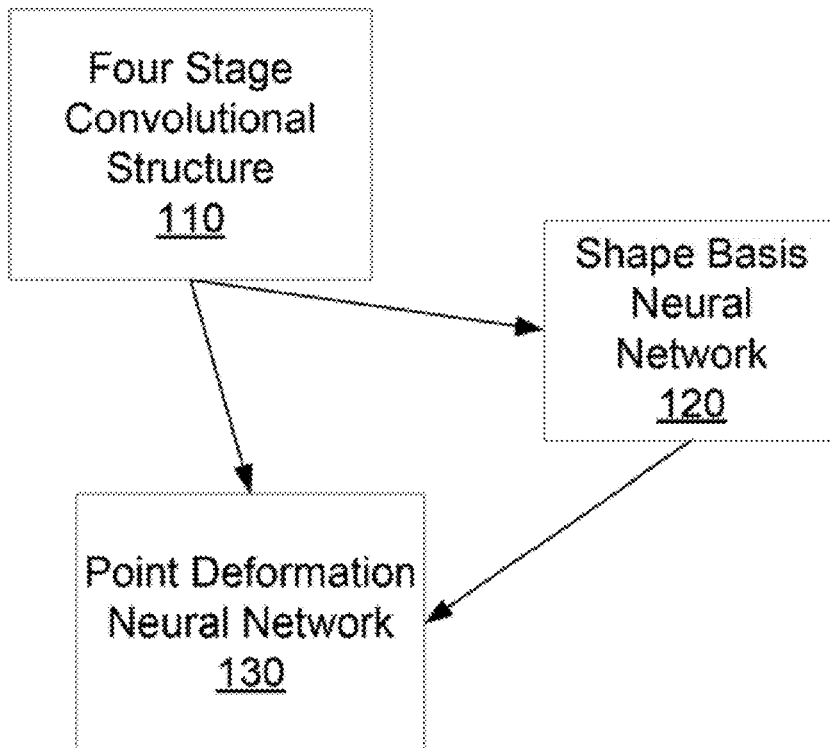 Four Stage
Convolutional
Structure
110
Shape Basis
Neural
Network
120
Point Deformation
Neural Network
130